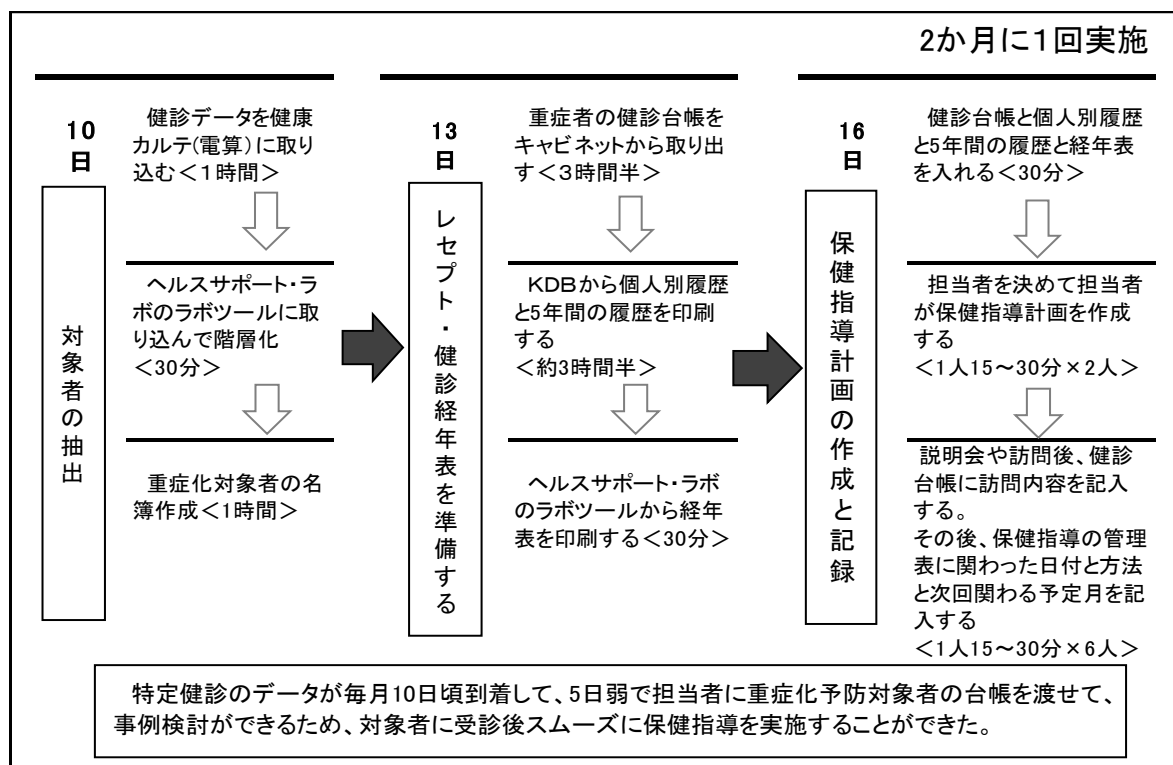 2か月に1回実施
10
日
対象者の抽出
健診データを健康
カルテ(電算)に取り
込む＜1時間＞
ヘルスサポート・ラ
ボのラボツールに取
り込んで階層化
＜30分＞
重症化対象者の名
簿作成＜1時間＞
13
日
レセプト・健診経年表を準備する
重症者の健診台帳を
キャビネットから取り出
す＜3時間半＞
KDBから個人別履歴
と5年間の履歴を印刷
する
＜約3時間半＞
ヘルスサポート・ラボ
のラボツールから経年
表を印刷する＜30分＞
16
日
保健指導計画の作成と記録
健診台帳と個人別履歴
と5年間の履歴と経年表
を入れる＜30分＞
担当者を決めて担当者
が保健指導計画を作成
する
＜1人15～30分×2人＞
説明会や訪問後、健診
台帳に訪問内容を記入
する。
その後、保健指導の管理
表に関わった日付と方法
と次回関わる予定月を記
入する
＜1人15～30分×6人＞
特定健診のデータが毎月10日頃到着して、5日弱で担当者に重症化予防対象者の台帳を渡せて、
事例検討ができるため、対象者に受診後スムーズに保健指導を実施することができた。